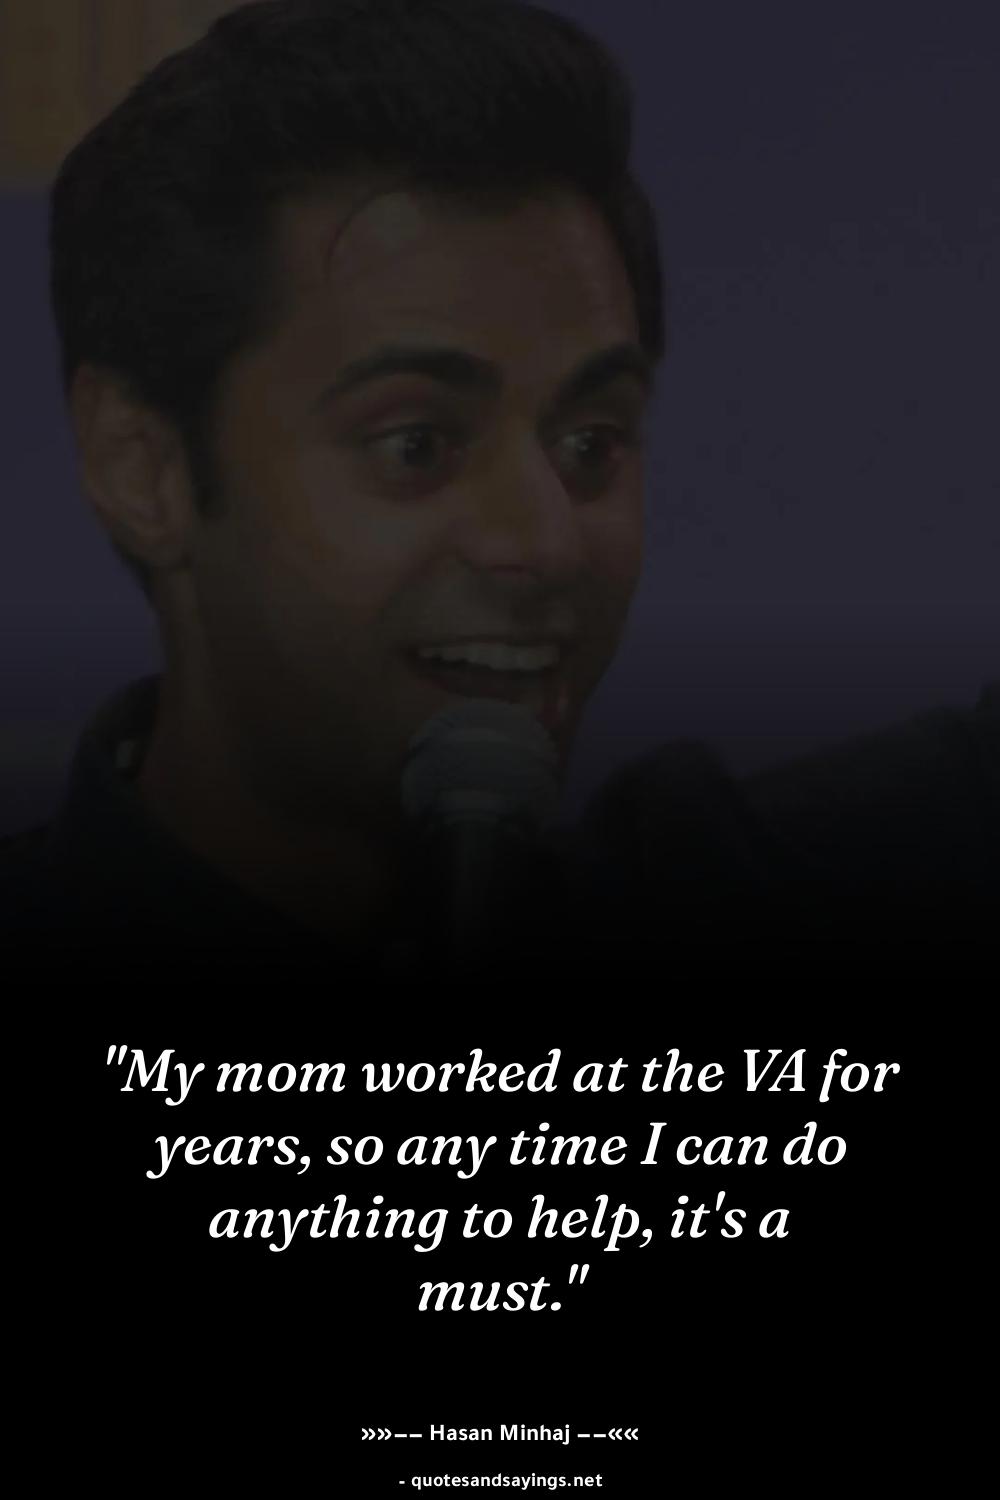 "My mom worked at the VA for
years, so any time I can do
anything to help, it's a
must."
»»−− Hasan Minhaj −−««
- quotesandsayings.net